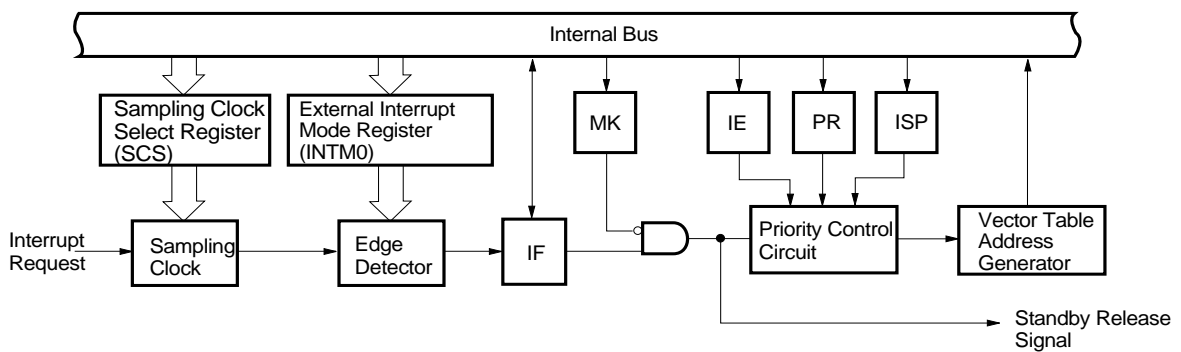 Internal Bus
Sampling Clock
Select Register
(SCS)
External Interrupt
Mode Register
(INTM0)
MK
IE
PR
ISP
Interrupt
Request
Sampling
Clock
Edge
Detector
IF
Priority Control
Circuit
Vector Table
Address
Generator
Standby Release
Signal